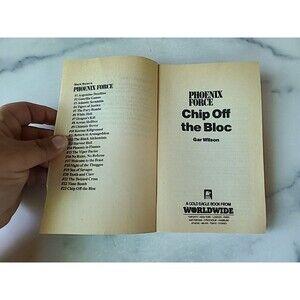 Mack Bolan's
PHOENIX FORCE
#1 Argentine Deadline
#2 Guerilla Games
#3 Atlantic Scramble
#4 Tigers of Justice
#5 The Fury Bombs
#6 White Hell
#7 Dragon's Kill
#8 Aswan Hellbox
#9 Ultimate Terror
#10 Korean Killground
#11 Return to Armageddon
#12 The Black Alchemists
#13 Harvest Hell
#14 Phoenix in Flames
#15 The Viper Factor
#16 No Rules, No Referee
#17 Welcome to the Feast
#18 Night of the Thuggee
#19 Sea of Savages
#20 Tooth and Claw
#21 The Twisted Cross
#22 Time Bomb
#23 Chip Off the Bloc
PHOENIX
FORCE
Chip Off
the Bloc
Gar Wilson
A GOLD EAGLE BOOK FROM
WORLDWIDE